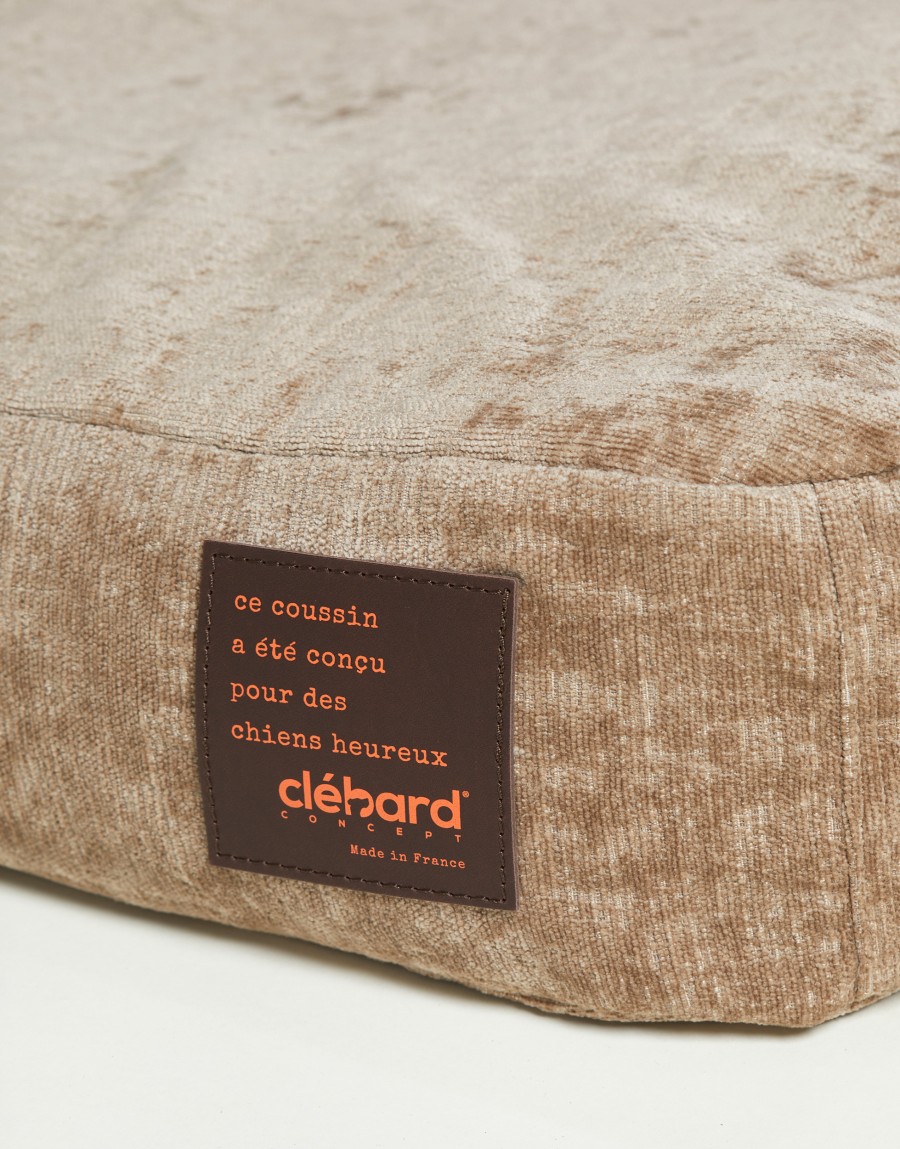 ce coussin
a été conçu
pour des
chiens heureux
clébard®
CONCEPT
Made in France